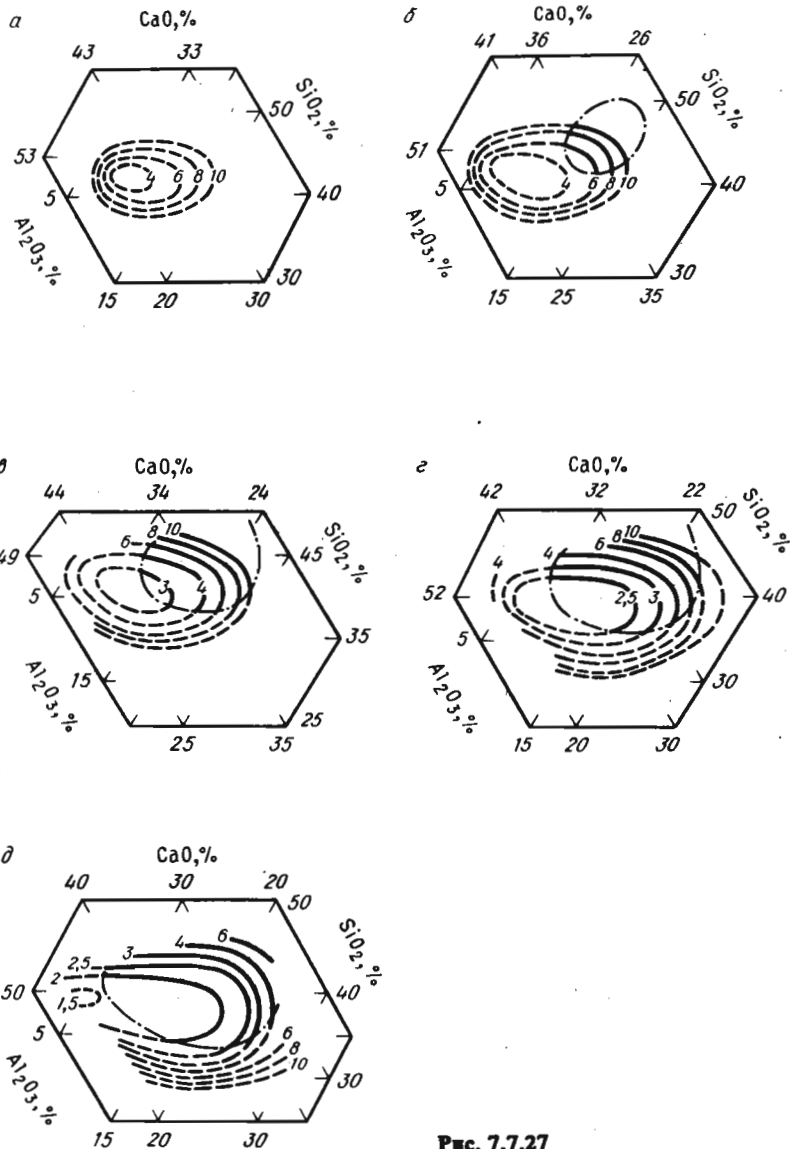 а CaO,% б CaO,%
43 33 41 36 26
SiO2,% SiO2,%
50 50
53 51
4 6 8 10 4 6 8 10
5 40 5 40
Al2O3,% Al2O3,%
30 30
15 20 30 15 25 35
в CaO,% г CaO,%
44 34 24 42 32 22
6 8 10 SiO2,% 4 4 6 8 10 50 SiO2,%
49 45
5 3 4 52 2,5 3 40
35 5
Al2O3,% 15 Al2O3,% 30
25
25 35 15 20 30
д CaO,%
40 30 20
50
SiO2,%
2,5 3 4 6
2
50 1,5 40
5
6
8
10
Al2O3,% 30
15 20 30
Рис. 7.7.27